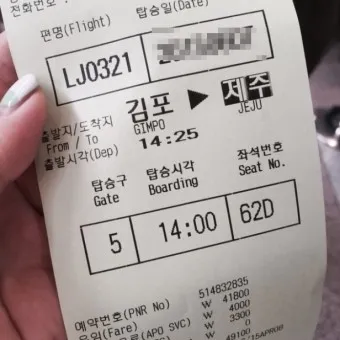 전화번호 :
편명(Flight) 탑승일(Date)
LJ0321
김포 ▶ 제주
출발지/도착지 GIMPO JEJU
From / To
출발시각(Dep) 14:25
탑승구 탑승시각 좌석번호
Gate Boarding Seat No.
5 14:00 62D
예약번호(PNR No) 514832835
운임(Fare) ₩ 41800
(APO SVC) ₩ 4000
₩ 3300
₩ 0
49100